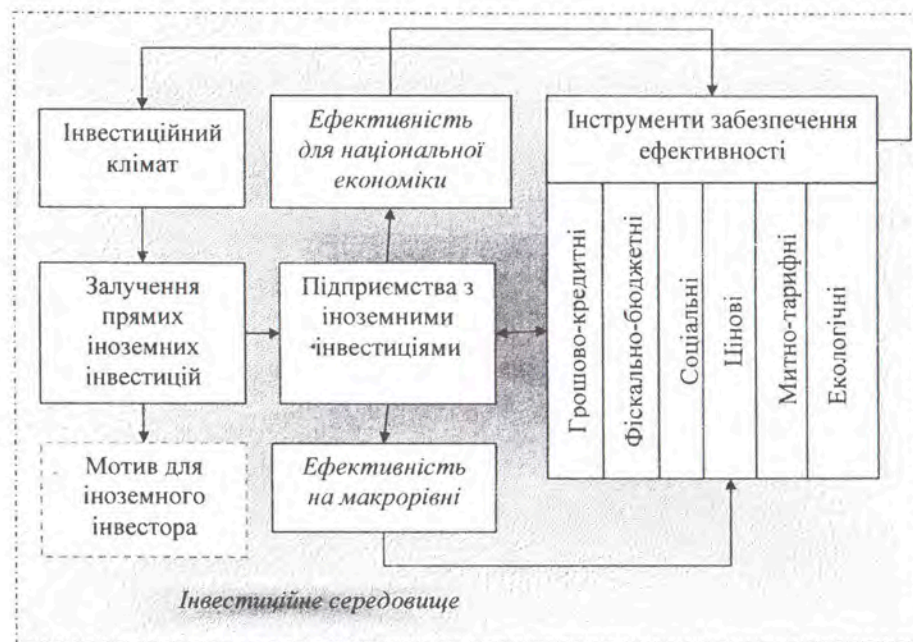 Інвестиційний
клімат
Ефективність
для національної
економіки
Інструменти забезпечення
ефективності
Залучення
прямих
іноземних
інвестицій
Підприємства з
іноземними
інвестиціями
Грошово-кредитні
Фіскально-бюджетні
Соціальні
Цінові
Митно-тарифні
Екологічні
Мотив для
іноземного
інвестора
Ефективність
на макрорівні
Інвестиційне середовище